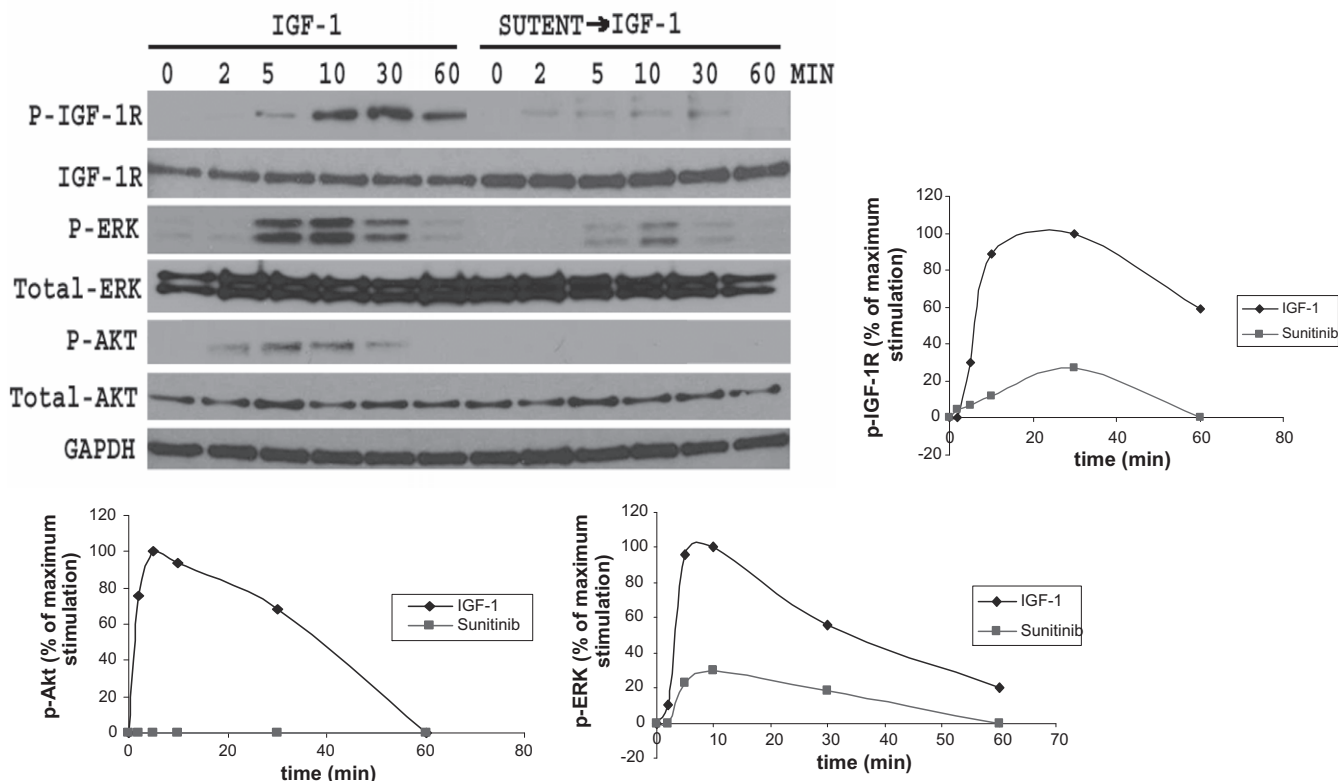 IGF-1 SUTENT➔IGF-1
0 2 5 10 30 60 0 2 5 10 30 60 MIN
P-IGF-1R
IGF-1R
P-ERK
Total-ERK
P-AKT
Total-AKT
GAPDH
p-IGF-1R (% of maximum
stimulation)
120
100
80
60
40
20
0
-20
0 20 40 60 80
time (min)
IGF-1
Sunitinib
p-Akt (% of maximum
stimulation)
120
100
80
60
40
20
0
0 20 40 60 80
time (min)
IGF-1
Sunitinib
p-ERK (% of maximum
stimulation)
120
100
80
60
40
20
0
-20
0 10 20 30 40 50 60 70
time (min)
IGF-1
Sunitinib